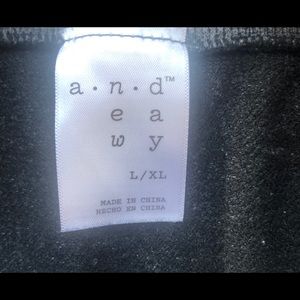 a·n·d™
e a
w y
L/XL
MADE IN CHINA
HECHO EN CHINA